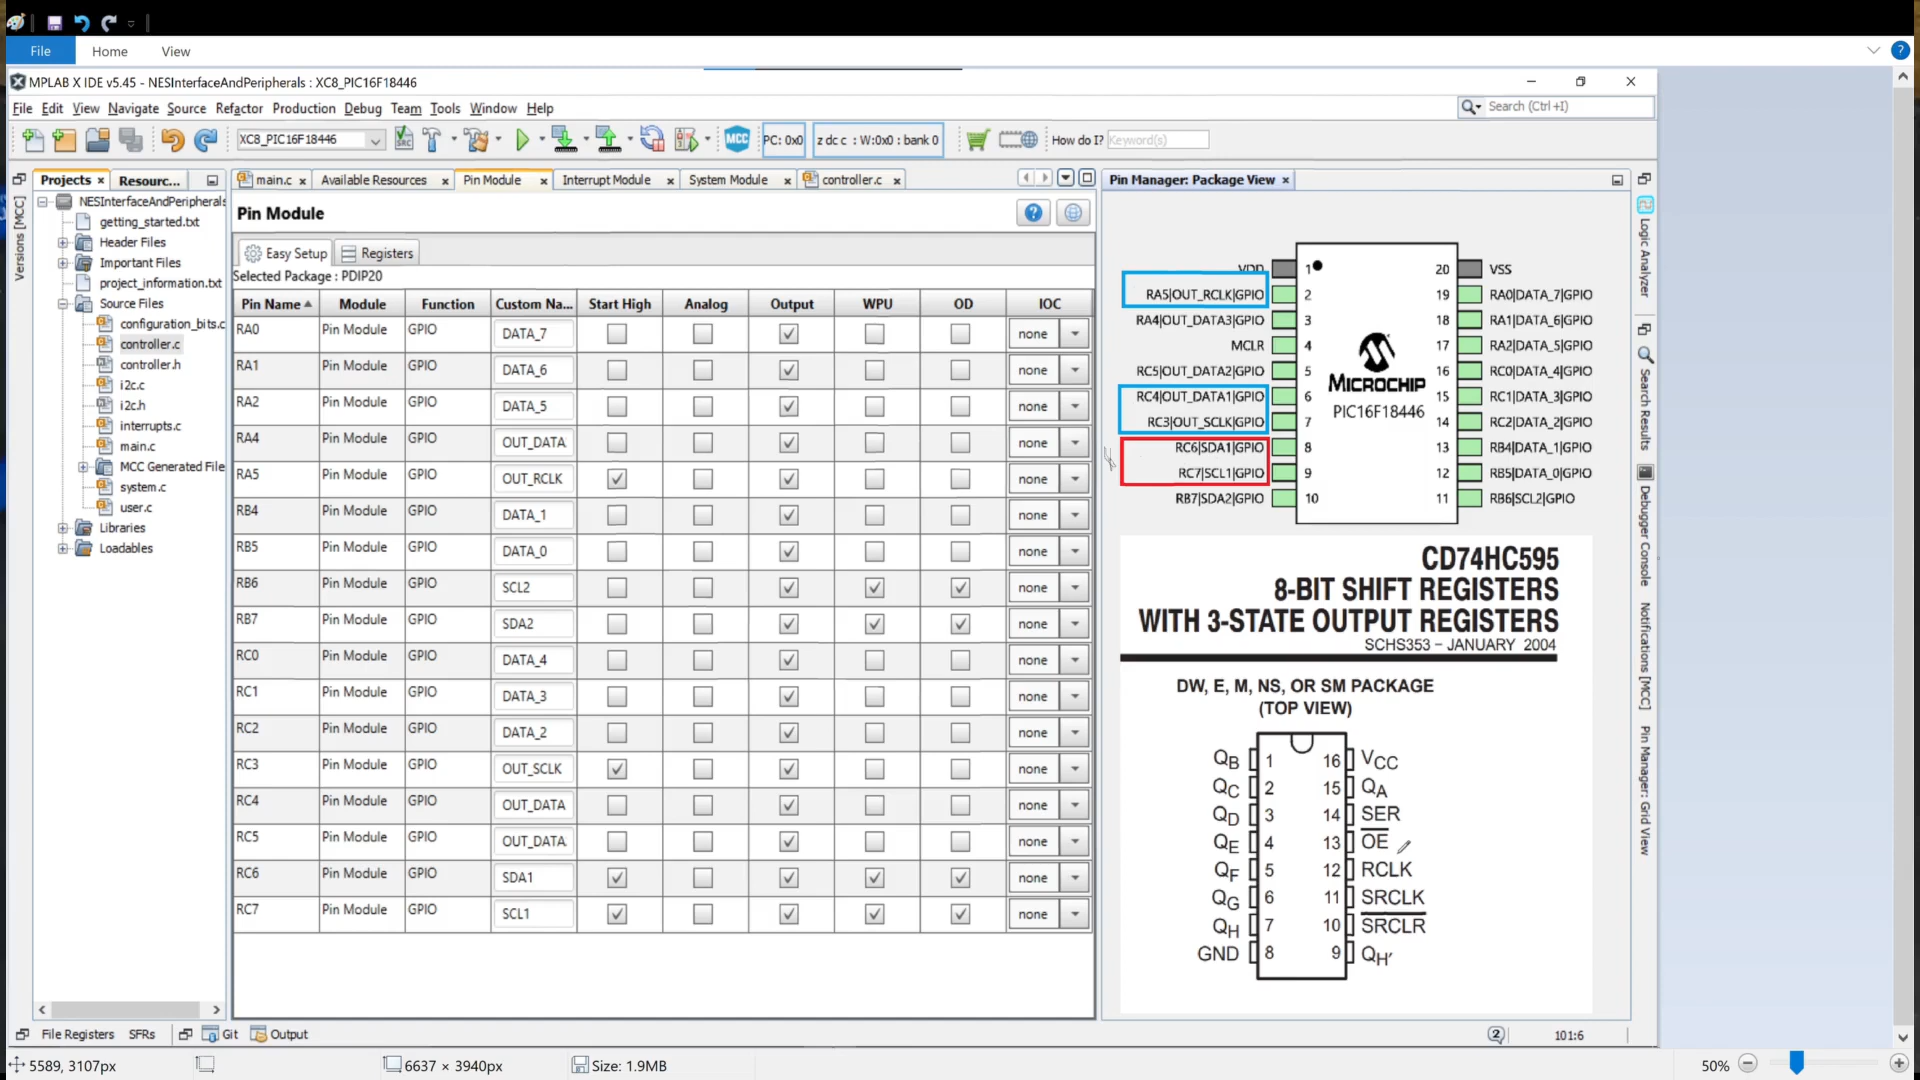 File Home View
MPLAB X IDE v5.45 - NESInterfaceAndPeripherals : XC8_PIC16F18446
File Edit View Navigate Source Refactor Production Debug Team Tools Window Help
Search (Ctrl +I)
XC8_PIC16F18446
MCC
PC: 0x0
z dc c : W:0x0 : bank 0
How do I? Keyword(s)
Versions [MCC]
Projects
Resourc...
NESInterfaceAndPeripherals
getting_started.txt
Header Files
Important Files
project_information.txt
Source Files
configuration_bits.c
controller.c
controller.h
i2c.c
i2c.h
interrupts.c
main.c
MCC Generated File
system.c
user.c
Libraries
Loadables
main.c
Available Resources
Pin Module
Interrupt Module
System Module
controller.c
Pin Module
Easy Setup
Registers
Selected Package : PDIP20
Pin Name Module Function Custom Na... Start High Analog Output WPU OD IOC
RA0 Pin Module GPIO DATA_7 none
RA1 Pin Module GPIO DATA_6 none
RA2 Pin Module GPIO DATA_5 none
RA4 Pin Module GPIO OUT_DATA none
RA5 Pin Module GPIO OUT_RCLK none
RB4 Pin Module GPIO DATA_1 none
RB5 Pin Module GPIO DATA_0 none
RB6 Pin Module GPIO SCL2 none
RB7 Pin Module GPIO SDA2 none
RC0 Pin Module GPIO DATA_4 none
RC1 Pin Module GPIO DATA_3 none
RC2 Pin Module GPIO DATA_2 none
RC3 Pin Module GPIO OUT_SCLK none
RC4 Pin Module GPIO OUT_DATA none
RC5 Pin Module GPIO OUT_DATA none
RC6 Pin Module GPIO SDA1 none
RC7 Pin Module GPIO SCL1 none
Pin Manager: Package View
VDD 1 20 VSS
RA5|OUT_RCLK|GPIO 2 19 RA0|DATA_7|GPIO
RA4|OUT_DATA3|GPIO 3 18 RA1|DATA_6|GPIO
MCLR 4 17 RA2|DATA_5|GPIO
RC5|OUT_DATA2|GPIO 5 16 RC0|DATA_4|GPIO
RC4|OUT_DATA1|GPIO 6 15 RC1|DATA_3|GPIO
RC3|OUT_SCLK|GPIO 7 14 RC2|DATA_2|GPIO
RC6|SDA1|GPIO 8 13 RB4|DATA_1|GPIO
RC7|SCL1|GPIO 9 12 RB5|DATA_0|GPIO
RB7|SDA2|GPIO 10 11 RB6|SCL2|GPIO
MICROCHIP
PIC16F18446
CD74HC595
8-BIT SHIFT REGISTERS
WITH 3-STATE OUTPUT REGISTERS
SCHS353 – JANUARY 2004
DW, E, M, NS, OR SM PACKAGE
(TOP VIEW)
QB 1 16 VCC
QC 2 15 QA
QD 3 14 SER
QE 4 13 OE
QF 5 12 RCLK
QG 6 11 SRCLK
QH 7 10 SRCLR
GND 8 9 QH′
Logic Analyzer
Search Results
Debugger Console
Notifications [MCC]
Pin Manager: Grid View
File Registers SFRs Git Output
2
101:6
5589, 3107px
6637 × 3940px
Size: 1.9MB
50%